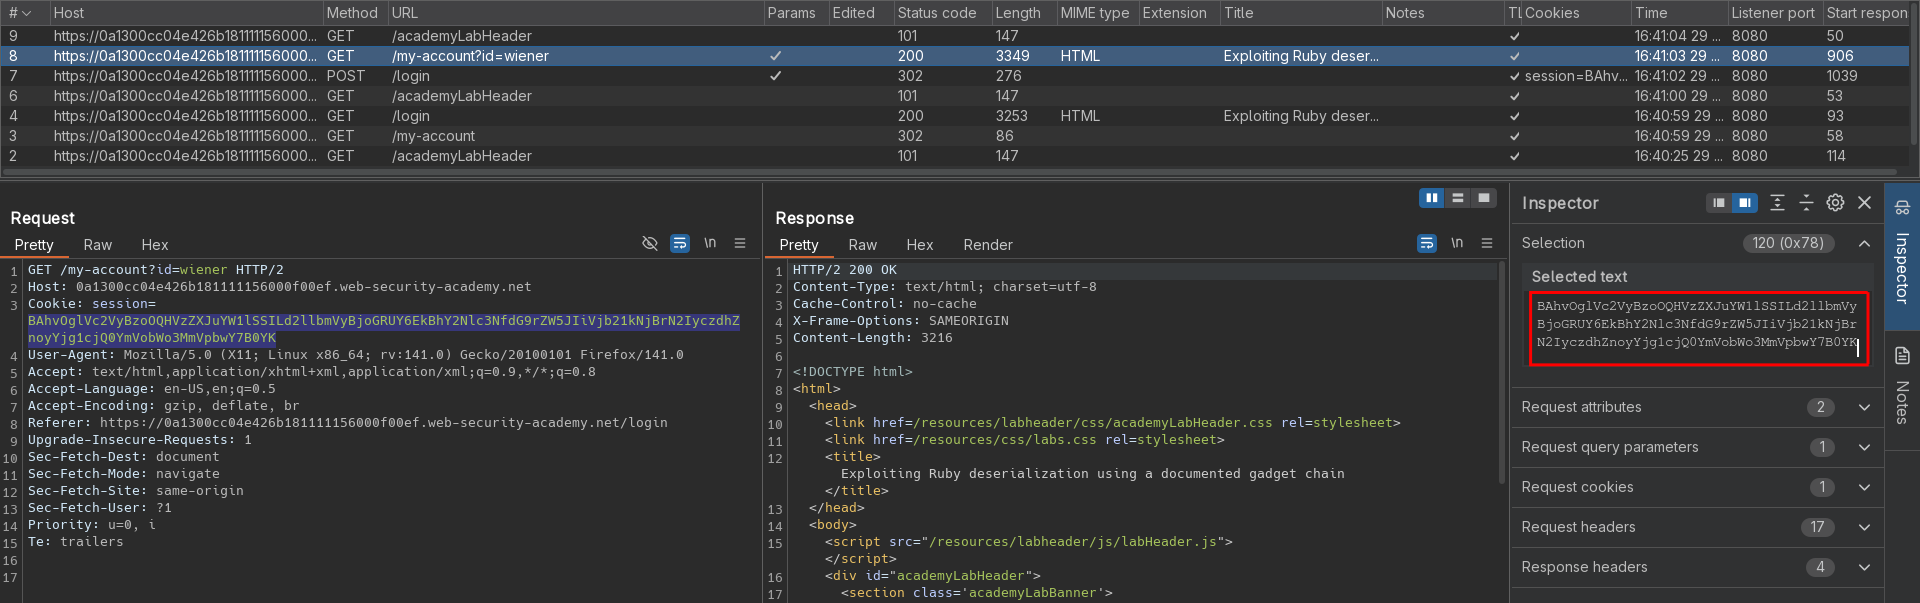 # Host Method URL Params Edited Status code Length MIME type Extension Title Notes TL Cookies Time Listener port Start respon
9 https://0a1300cc04e426b181111156000... GET /academyLabHeader 101 147 ✓ 16:41:04 29 ... 8080 50
8 https://0a1300cc04e426b181111156000... GET /my-account?id=wiener ✓ 200 3349 HTML Exploiting Ruby deser... ✓ 16:41:03 29 ... 8080 906
7 https://0a1300cc04e426b181111156000... POST /login ✓ 302 276 ✓ session=BAhv... 16:41:02 29 ... 8080 1039
6 https://0a1300cc04e426b181111156000... GET /academyLabHeader 101 147 ✓ 16:41:00 29 ... 8080 53
4 https://0a1300cc04e426b181111156000... GET /login 200 3253 HTML Exploiting Ruby deser... ✓ 16:40:59 29 ... 8080 93
3 https://0a1300cc04e426b181111156000... GET /my-account 302 86 ✓ 16:40:59 29 ... 8080 58
2 https://0a1300cc04e426b181111156000... GET /academyLabHeader 101 147 ✓ 16:40:25 29 ... 8080 114
Request
Pretty Raw Hex
\n
1 GET /my-account?id=wiener HTTP/2
2 Host: 0a1300cc04e426b181111156000f00ef.web-security-academy.net
3 Cookie: session=
BAhvOglVc2VyBzoOQHVzZXJuYW1lSSILd2llbmVyBjoGRUY6EkBhY2Nlc3NfdG9rZW5JIiVjb21kNjBrN2IyczdhZ
noyYjg1cjQ0YmVobWo3MmVpbwY7B0YK
4 User-Agent: Mozilla/5.0 (X11; Linux x86_64; rv:141.0) Gecko/20100101 Firefox/141.0
5 Accept: text/html,application/xhtml+xml,application/xml;q=0.9,*/*;q=0.8
6 Accept-Language: en-US,en;q=0.5
7 Accept-Encoding: gzip, deflate, br
8 Referer: https://0a1300cc04e426b181111156000f00ef.web-security-academy.net/login
9 Upgrade-Insecure-Requests: 1
10 Sec-Fetch-Dest: document
11 Sec-Fetch-Mode: navigate
12 Sec-Fetch-Site: same-origin
13 Sec-Fetch-User: ?1
14 Priority: u=0, i
15 Te: trailers
16
17
Response
Pretty Raw Hex Render
\n
1 HTTP/2 200 OK
2 Content-Type: text/html; charset=utf-8
3 Cache-Control: no-cache
4 X-Frame-Options: SAMEORIGIN
5 Content-Length: 3216
6
7 <!DOCTYPE html>
8 <html>
9 <head>
10 <link href=/resources/labheader/css/academyLabHeader.css rel=stylesheet>
11 <link href=/resources/css/labs.css rel=stylesheet>
12 <title>
Exploiting Ruby deserialization using a documented gadget chain
</title>
13 </head>
14 <body>
15 <script src="/resources/labheader/js/labHeader.js">
</script>
16 <div id="academyLabHeader">
17 <section class='academyLabBanner'>
Inspector
Selection 120 (0x78)
Selected text
BAhvOglVc2VyBzoOQHVzZXJuYW1lSSILd2llbmVy
BjoGRUY6EkBhY2Nlc3NfdG9rZW5JIiVjb21kNjBr
N2IyczdhZnoyYjg1cjQ0YmVobWo3MmVpbwY7B0YK
Request attributes 2
Request query parameters 1
Request cookies 1
Request headers 17
Response headers 4
Inspector
Notes